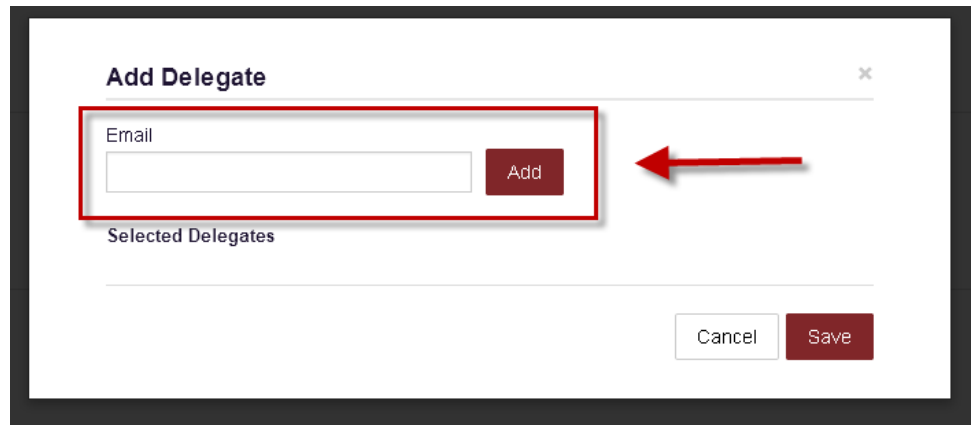 Add Delegate ×
Email
Add
Selected Delegates
Cancel Save